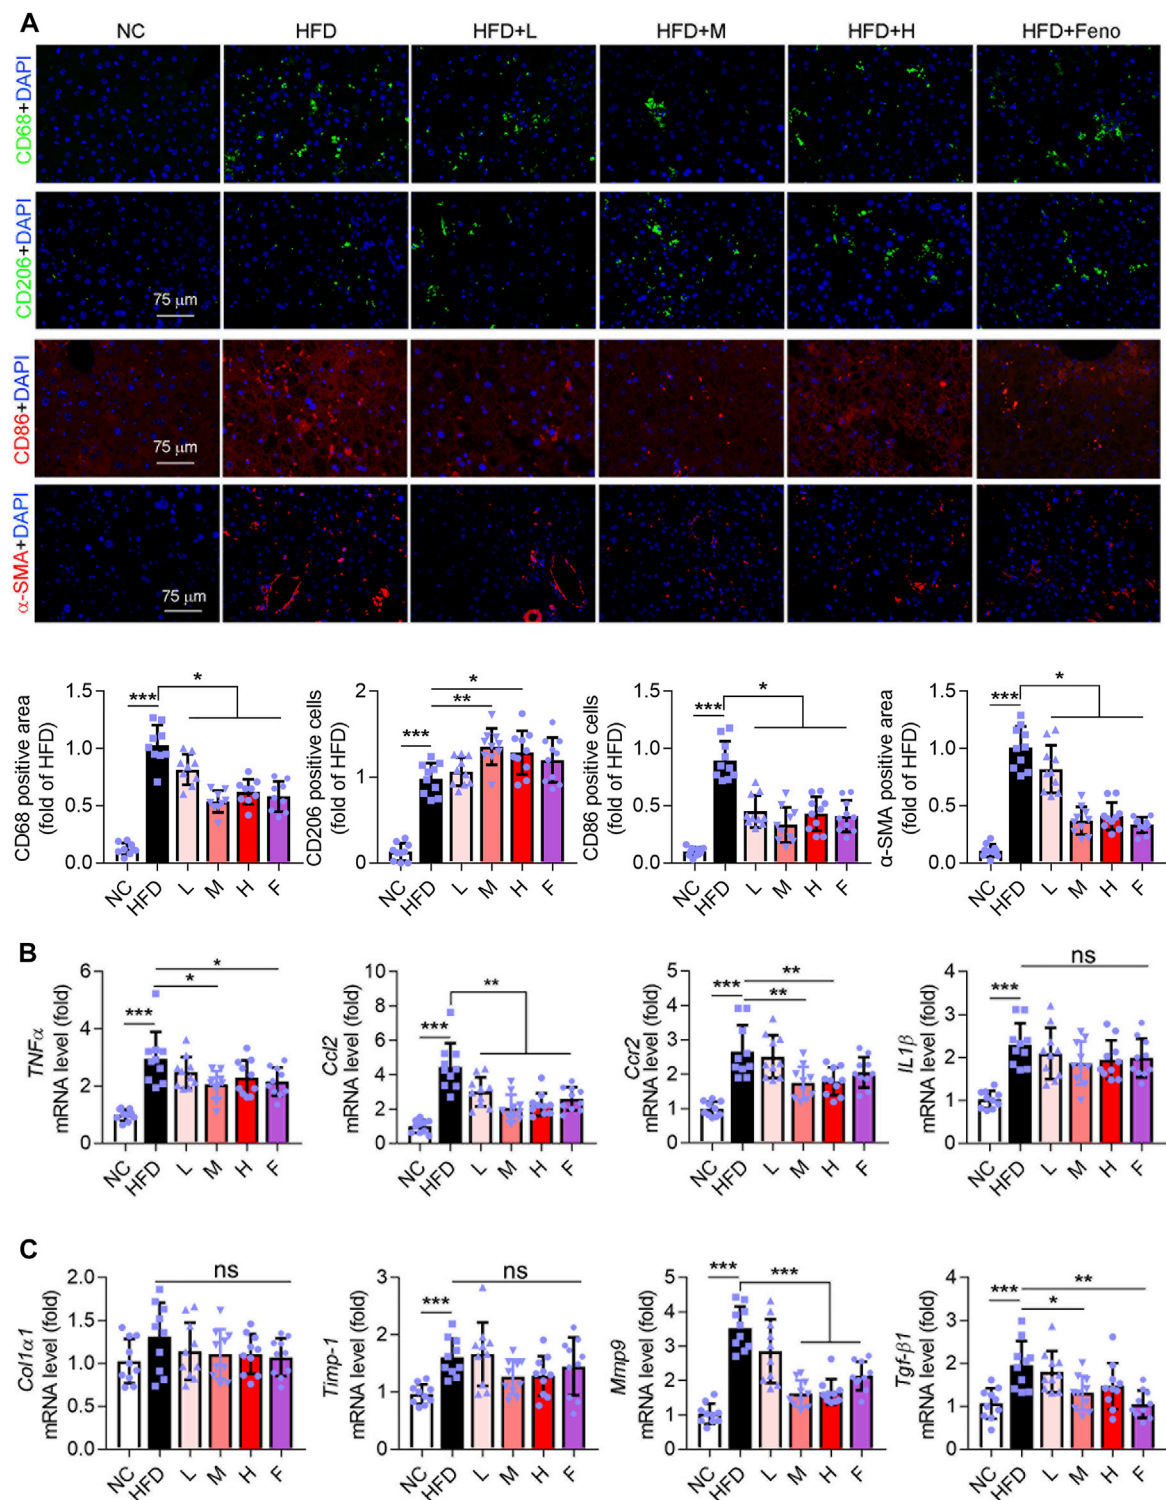 A
NC HFD HFD+L HFD+M HFD+H HFD+Feno
CD68+DAPI
CD206+DAPI
75 μm
CD86+DAPI
75 μm
α-SMA+DAPI
75 μm
CD68 positive area
(fold of HFD)
1.5
1.0
0.5
0.0
***
*
NC HFD L M H F
CD206 positive cells
(fold of HFD)
2
1
0
***
**
*
NC HFD L M H F
CD86 positive cells
(fold of HFD)
1.5
1.0
0.5
0.0
***
*
NC HFD L M H F
α-SMA positive area
(fold of HFD)
1.5
1.0
0.5
0.0
***
*
NC HFD L M H F
B
TNFα
mRNA level (fold)
6
4
2
0
***
*
*
NC HFD L M H F
Ccl2
mRNA level (fold)
10
8
6
4
2
0
***
**
NC HFD L M H F
Ccr2
mRNA level (fold)
5
4
3
2
1
0
***
**
**
NC HFD L M H F
IL1β
mRNA level (fold)
4
3
2
1
0
***
ns
NC HFD L M H F
C
Col1α1
mRNA level (fold)
2.0
1.5
1.0
0.5
0.0
ns
NC HFD L M H F
Timp-1
mRNA level (fold)
3
2
1
0
***
ns
NC HFD L M H F
Mmp9
mRNA level (fold)
5
4
3
2
1
0
***
***
NC HFD L M H F
Tgf-β1
mRNA level (fold)
4
3
2
1
0
***
**
*
NC HFD L M H F